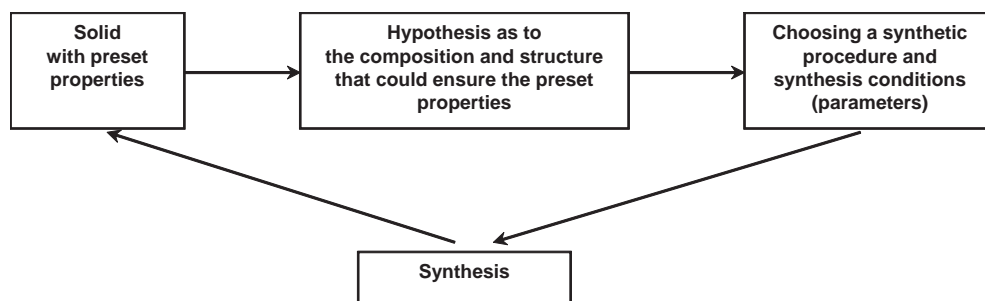 Solid
with preset
properties
Hypothesis as to
the composition and structure
that could ensure the preset
properties
Choosing a synthetic
procedure and
synthesis conditions
(parameters)
Synthesis